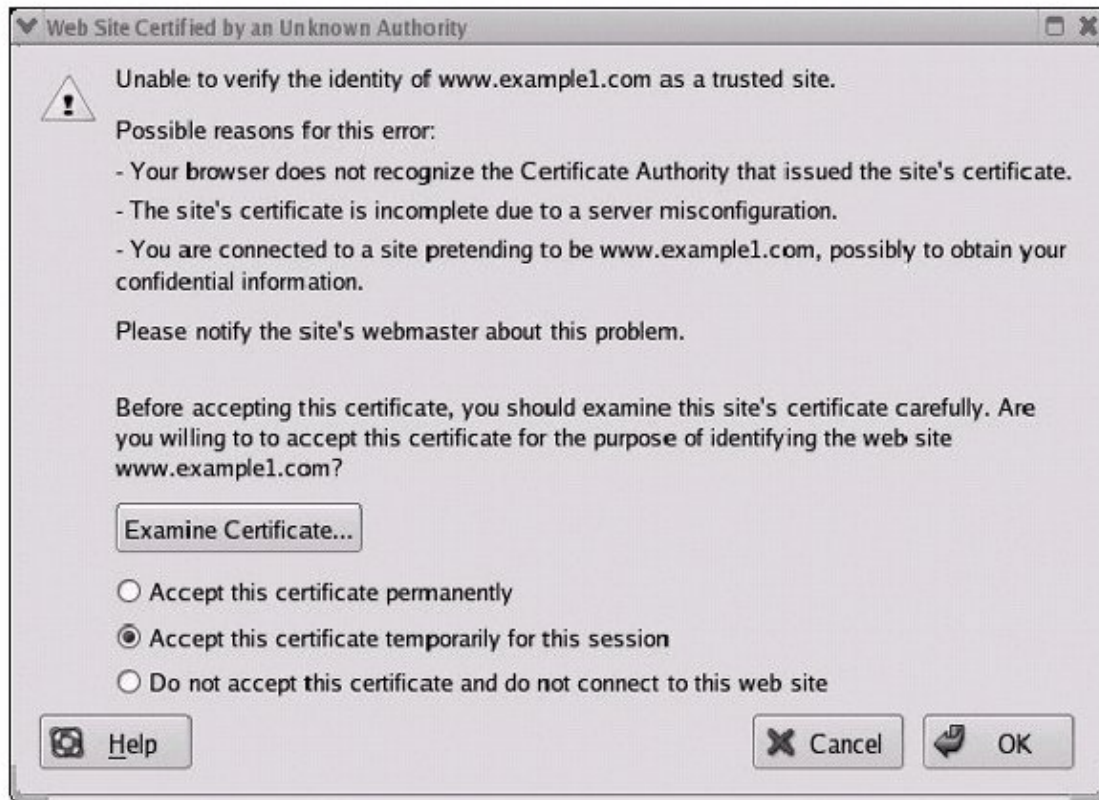 Web Site Certified by an Unknown Authority
Unable to verify the identity of www.example1.com as a trusted site.
Possible reasons for this error:
- Your browser does not recognize the Certificate Authority that issued the site's certificate.
- The site's certificate is incomplete due to a server misconfiguration.
- You are connected to a site pretending to be www.example1.com, possibly to obtain your
confidential information.
Please notify the site's webmaster about this problem.
Before accepting this certificate, you should examine this site's certificate carefully. Are
you willing to to accept this certificate for the purpose of identifying the web site
www.example1.com?
Examine Certificate...
Accept this certificate permanently
Accept this certificate temporarily for this session
Do not accept this certificate and do not connect to this web site
Help
Cancel
OK